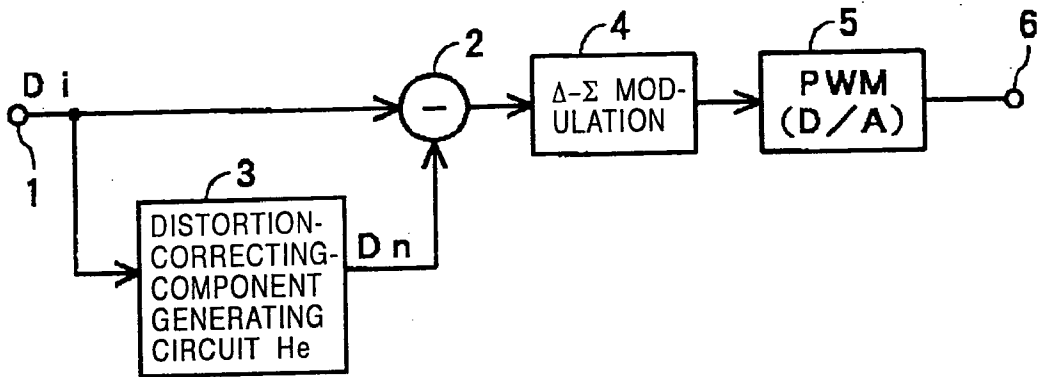 2
4
5
6
D i
−
Δ-Σ MOD-
ULATION
PWM
(D/A)
1
3
DISTORTION-
CORRECTING-
COMPONENT
GENERATING
CIRCUIT He
D n